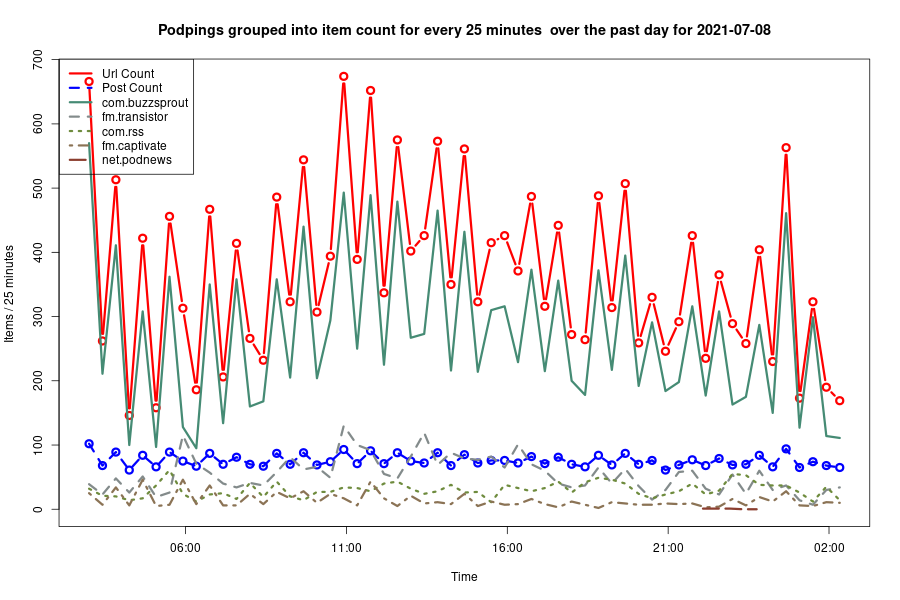 Podpings grouped into item count for every 25 minutes  over the past day for 2021-07-08
Items / 25 minutes
700
600
500
400
300
200
100
0
Url Count
Post Count
com.buzzsprout
fm.transistor
com.rss
fm.captivate
net.podnews
06:00
11:00
16:00
21:00
02:00
Time